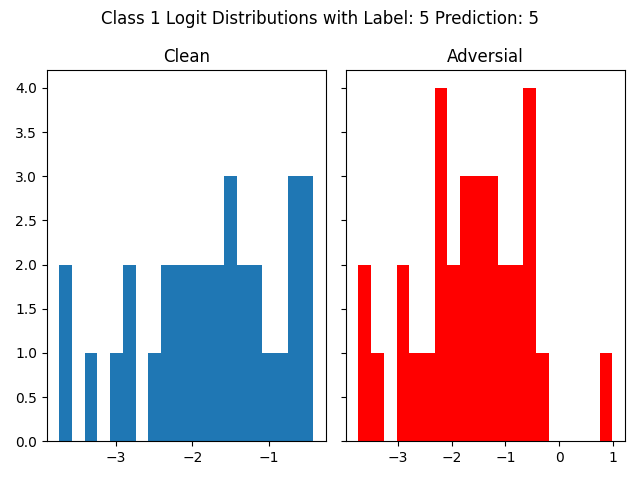 Class 1 Logit Distributions with Label: 5 Prediction: 5
Clean
Adversial
4.0
3.5
3.0
2.5
2.0
1.5
1.0
0.5
0.0
−3 −2 −1
−3 −2 −1 0 1